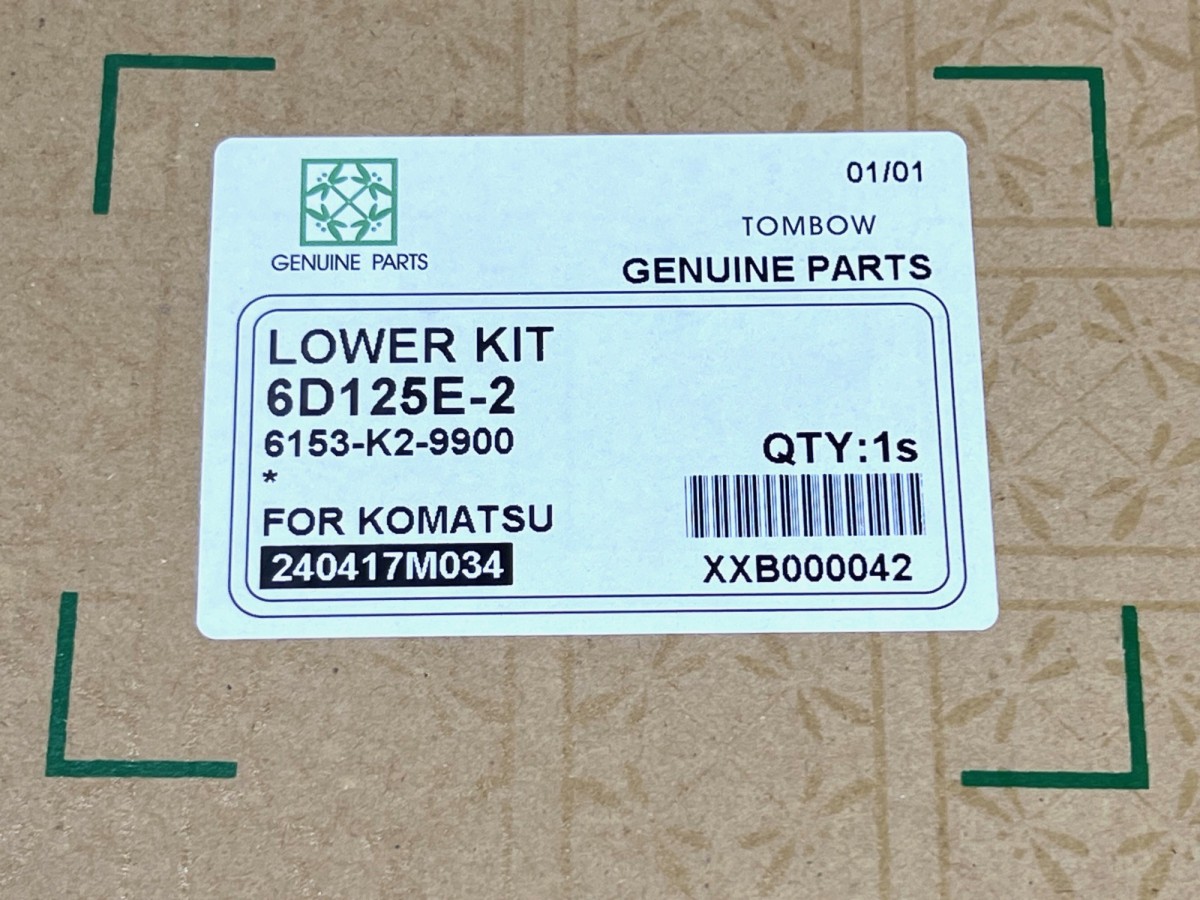 01/01
TOMBOW
GENUINE PARTS
GENUINE PARTS
LOWER KIT
6D125E-2
6153-K2-9900
*
QTY:1s
FOR KOMATSU
240417M034
XXB000042